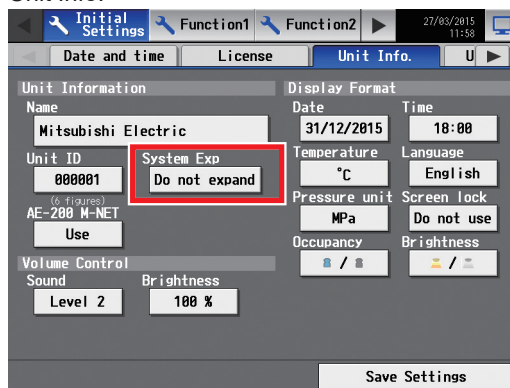 Initial
Settings
Function1
Function2
27/03/2015
11:58
Date and time
License
Unit Info.
U
Unit Information
Name
Mitsubishi Electric
Unit ID
000001
(6 figures)
System Exp
Do not expand
AE-200 M-NET
Use
Volume Control
Sound
Level 2
Brightness
100 %
Display Format
Date
31/12/2015
Time
18:00
Temperature
°C
Language
English
Pressure unit
MPa
Screen lock
Do not use
Occupancy
/
Brightness
/
Save Settings